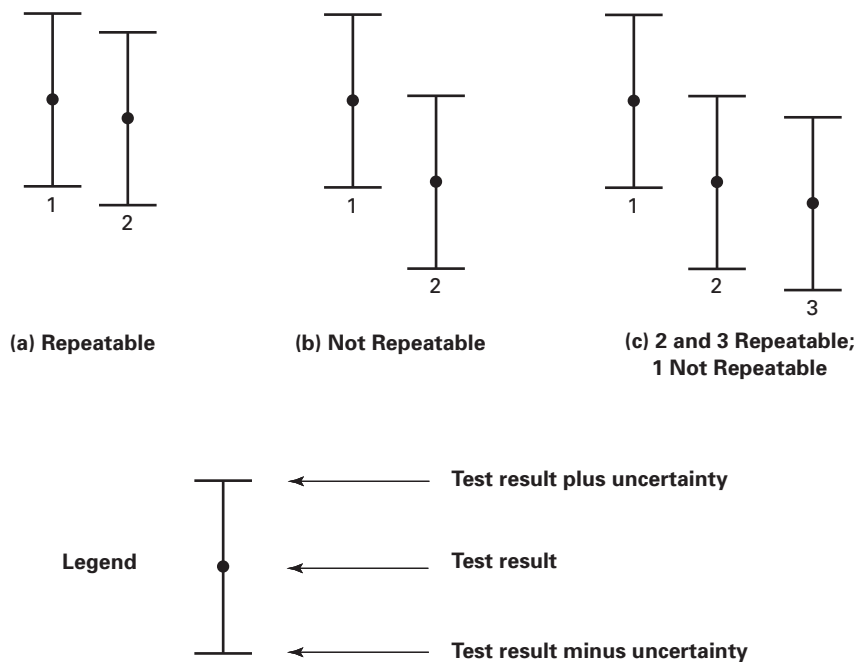 1
2
1
2
1
2
3
(a) Repeatable
(b) Not Repeatable
(c) 2 and 3 Repeatable;
1 Not Repeatable
Test result plus uncertainty
Legend
Test result
Test result minus uncertainty